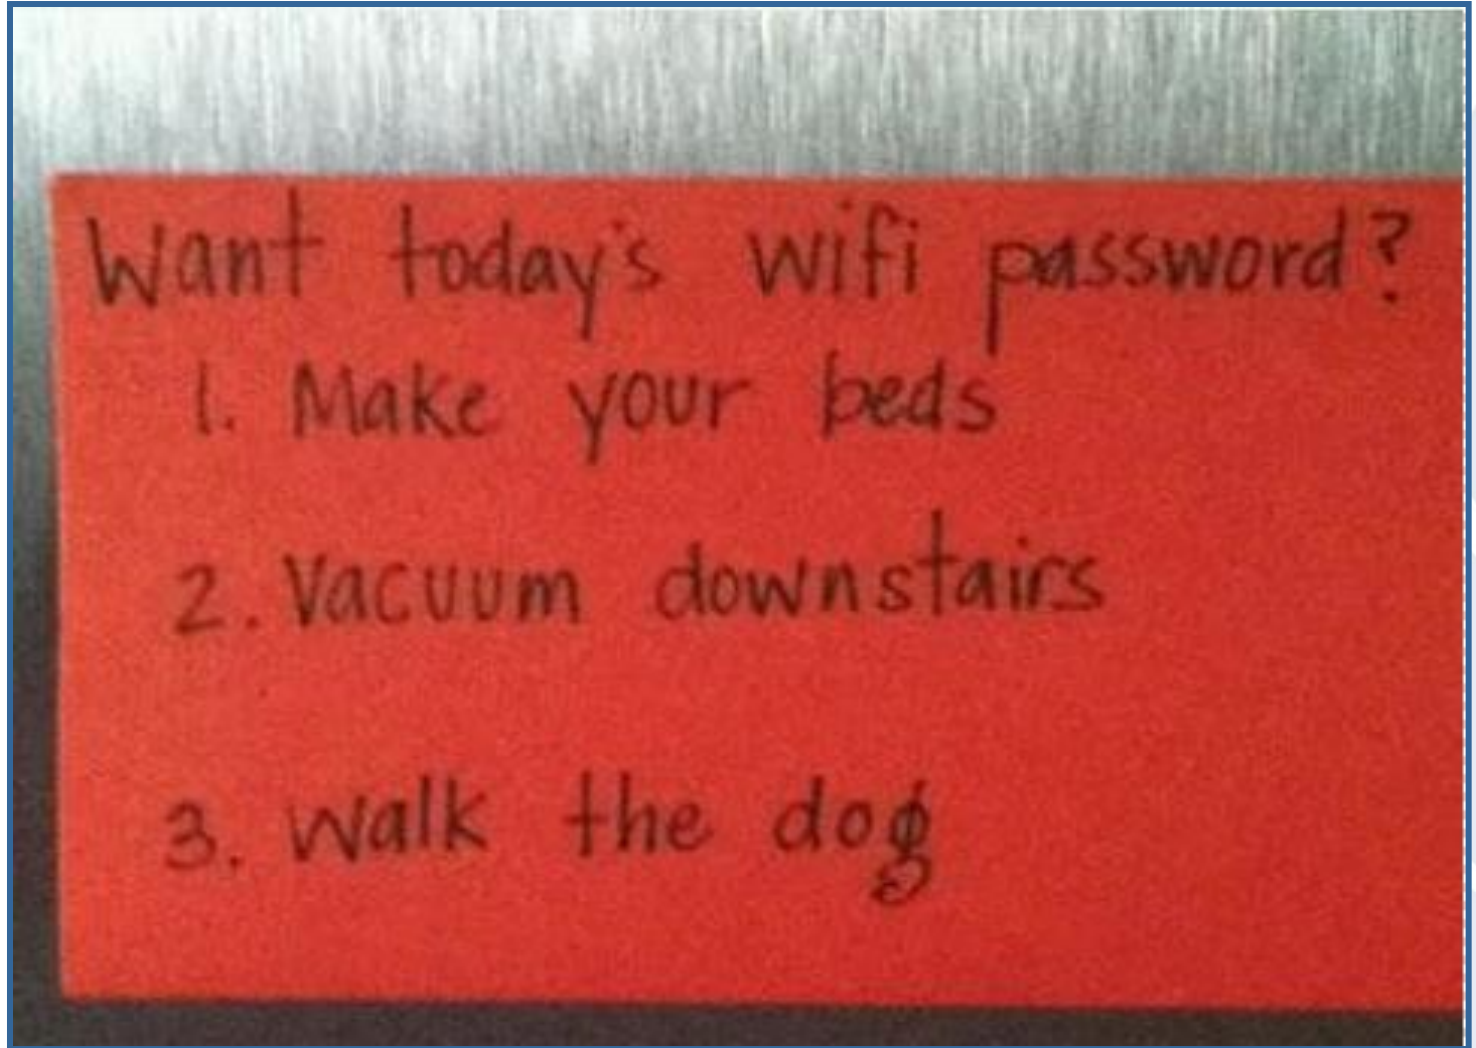 Want today's wifi password?
1. Make your beds
2. Vacuum downstairs
3. Walk the dog